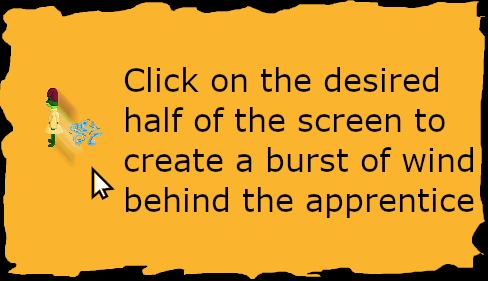 Click on the desired
half of the screen to
create a burst of wind
behind the apprentice